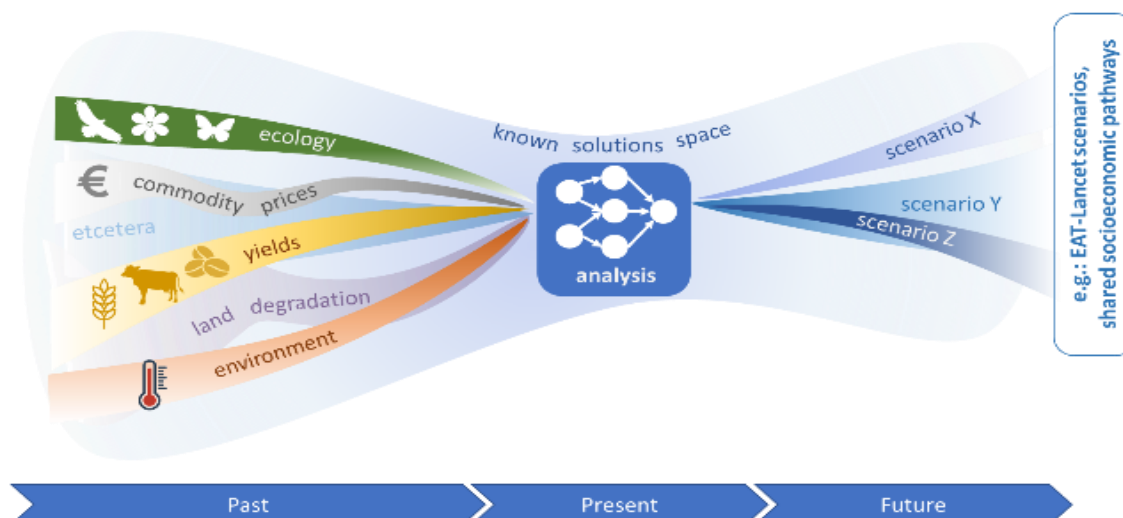 ecology
€ commodity prices
etcetera
yields
land degradation
environment
known solutions space
analysis
scenario X
scenario Y
scenario Z
e.g.: EAT-Lancet scenarios,
shared socioeconomic pathways
Past
Present
Future